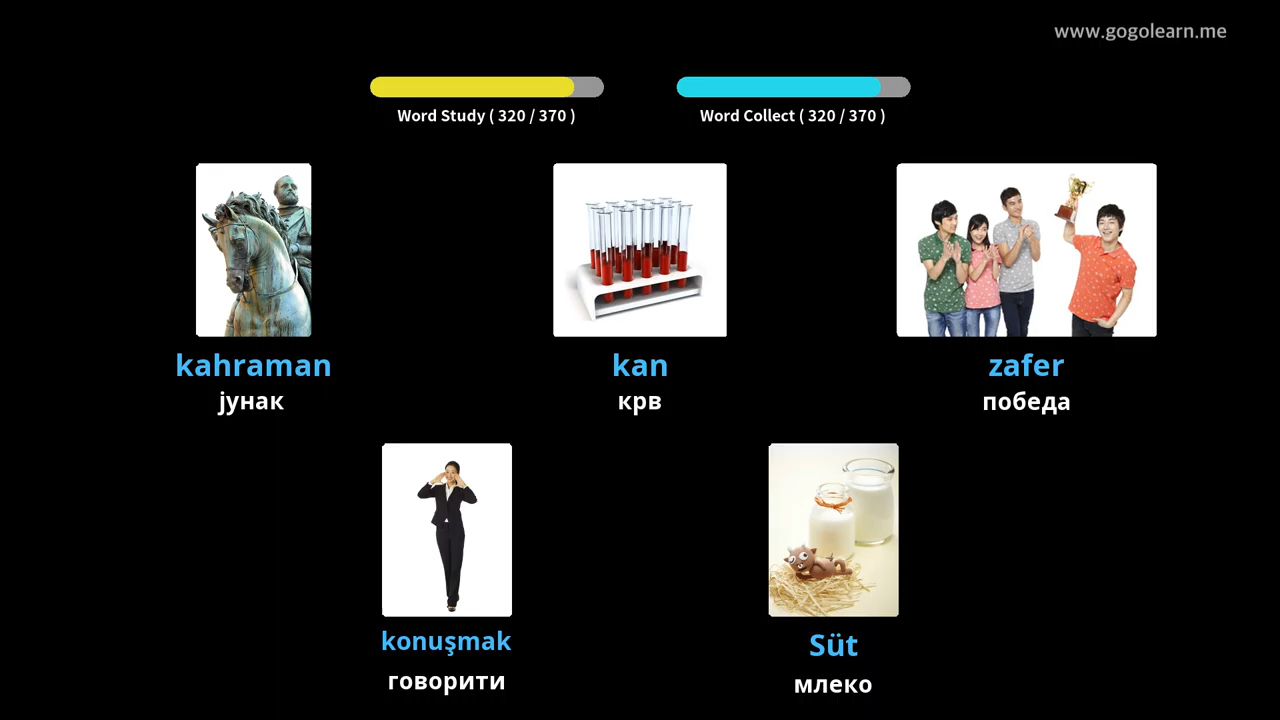 www.gogolearn.me
Word Study ( 320 / 370 )
Word Collect ( 320 / 370 )
kahraman
јунак
kan
крв
zafer
победа
konuşmak
говорити
Süt
млеко